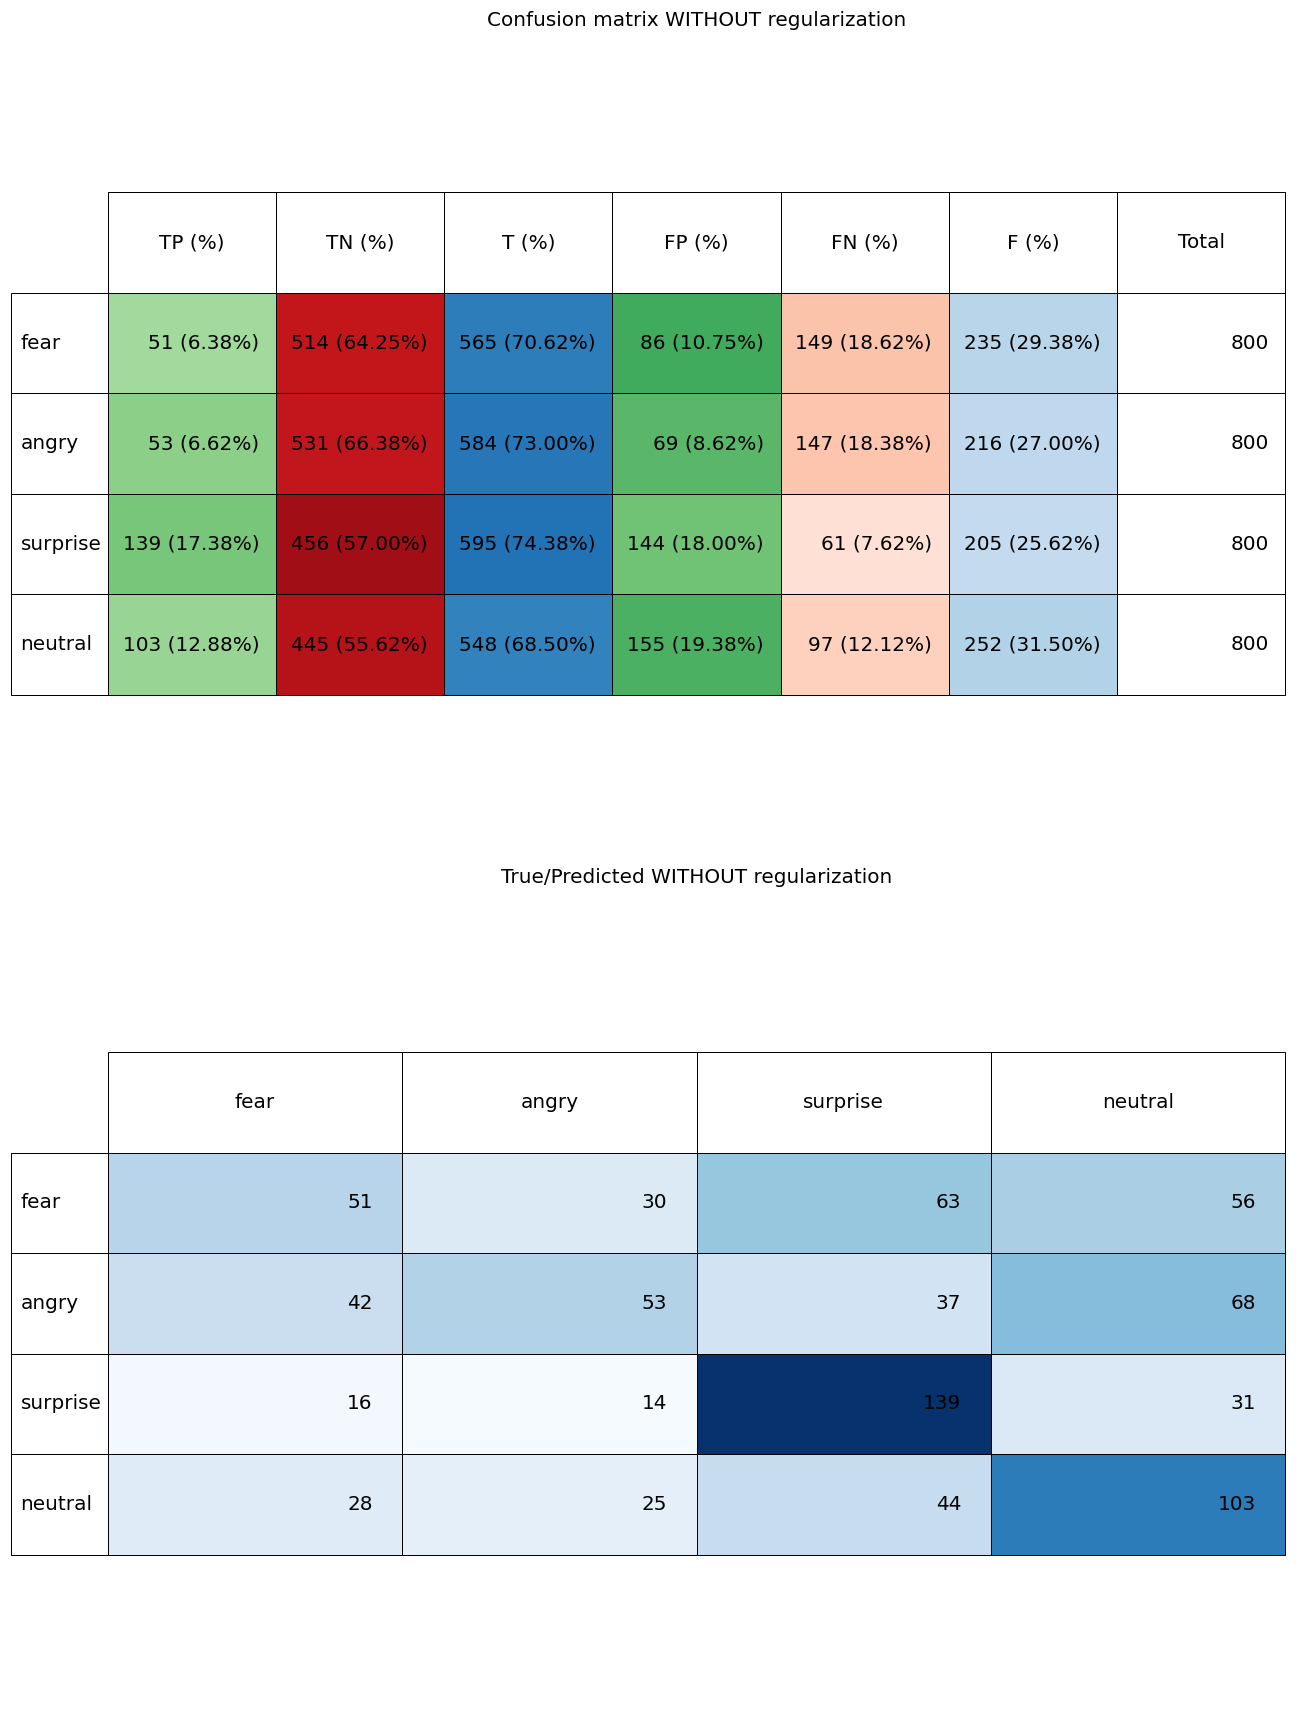 Confusion matrix WITHOUT regularization
TP (%) TN (%) T (%) FP (%) FN (%) F (%) Total
fear 51 (6.38%) 514 (64.25%) 565 (70.62%) 86 (10.75%) 149 (18.62%) 235 (29.38%) 800
angry 53 (6.62%) 531 (66.38%) 584 (73.00%) 69 (8.62%) 147 (18.38%) 216 (27.00%) 800
surprise 139 (17.38%) 456 (57.00%) 595 (74.38%) 144 (18.00%) 61 (7.62%) 205 (25.62%) 800
neutral 103 (12.88%) 445 (55.62%) 548 (68.50%) 155 (19.38%) 97 (12.12%) 252 (31.50%) 800
True/Predicted WITHOUT regularization
fear angry surprise neutral
fear 51 30 63 56
angry 42 53 37 68
surprise 16 14 139 31
neutral 28 25 44 103